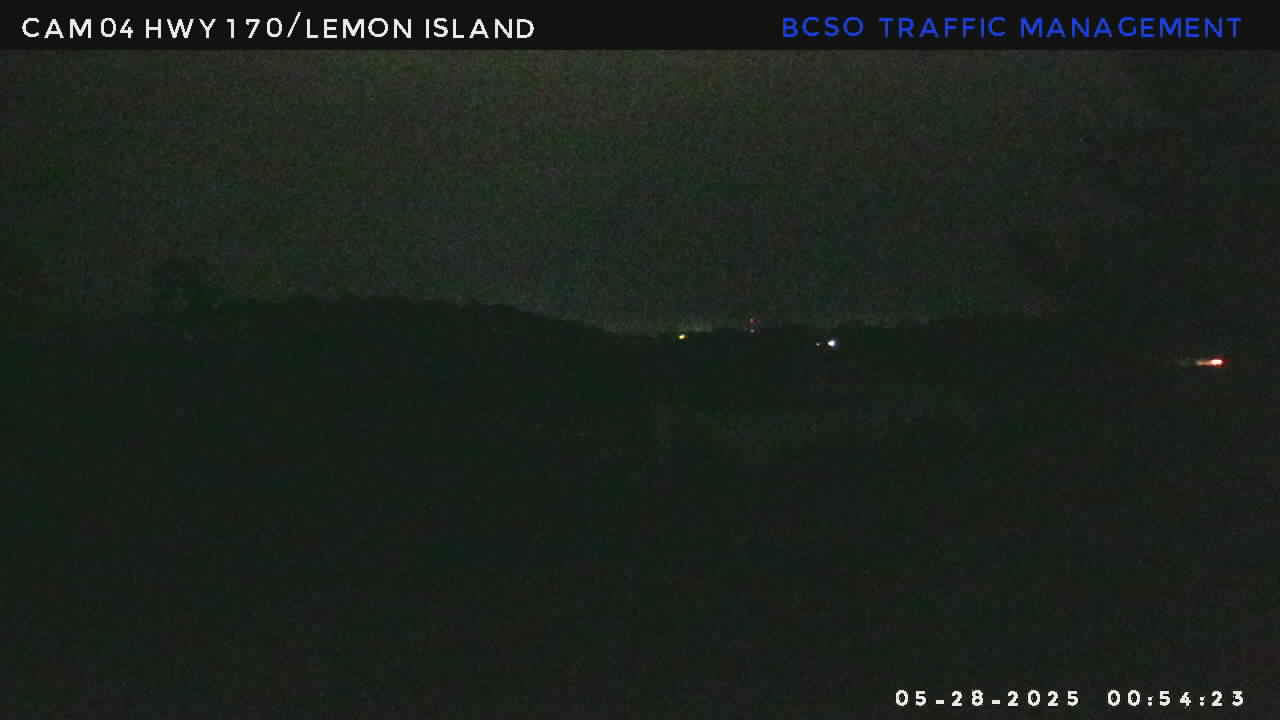 CAM04 HWY 170/LEMON ISLAND
BCSO TRAFFIC MANAGEMENT
05-28-2025 00:54:23